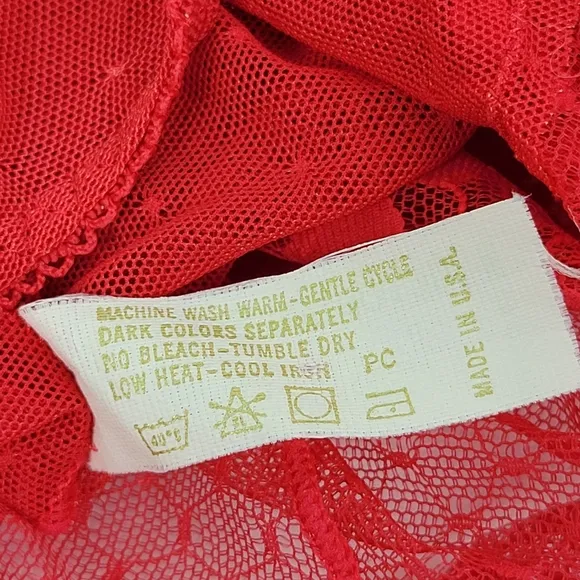 MACHINE WASH WARM-GENTLE CYCLE
DARK COLORS SEPARATELY
NO BLEACH-TUMBLE DRY
LOW HEAT-COOL IRON
PC
40°C
MADE IN U.S.A.